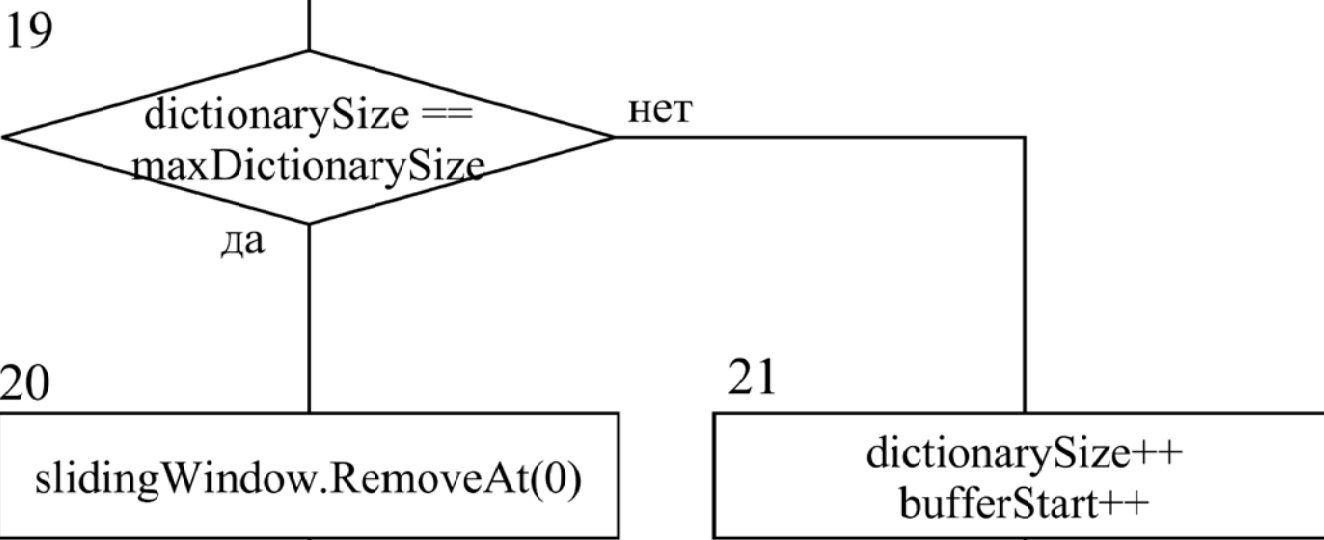 19
dictionarySize ==
maxDictionarySize
нет
да
20
slidingWindow.RemoveAt(0)
21
dictionarySize++
bufferStart++